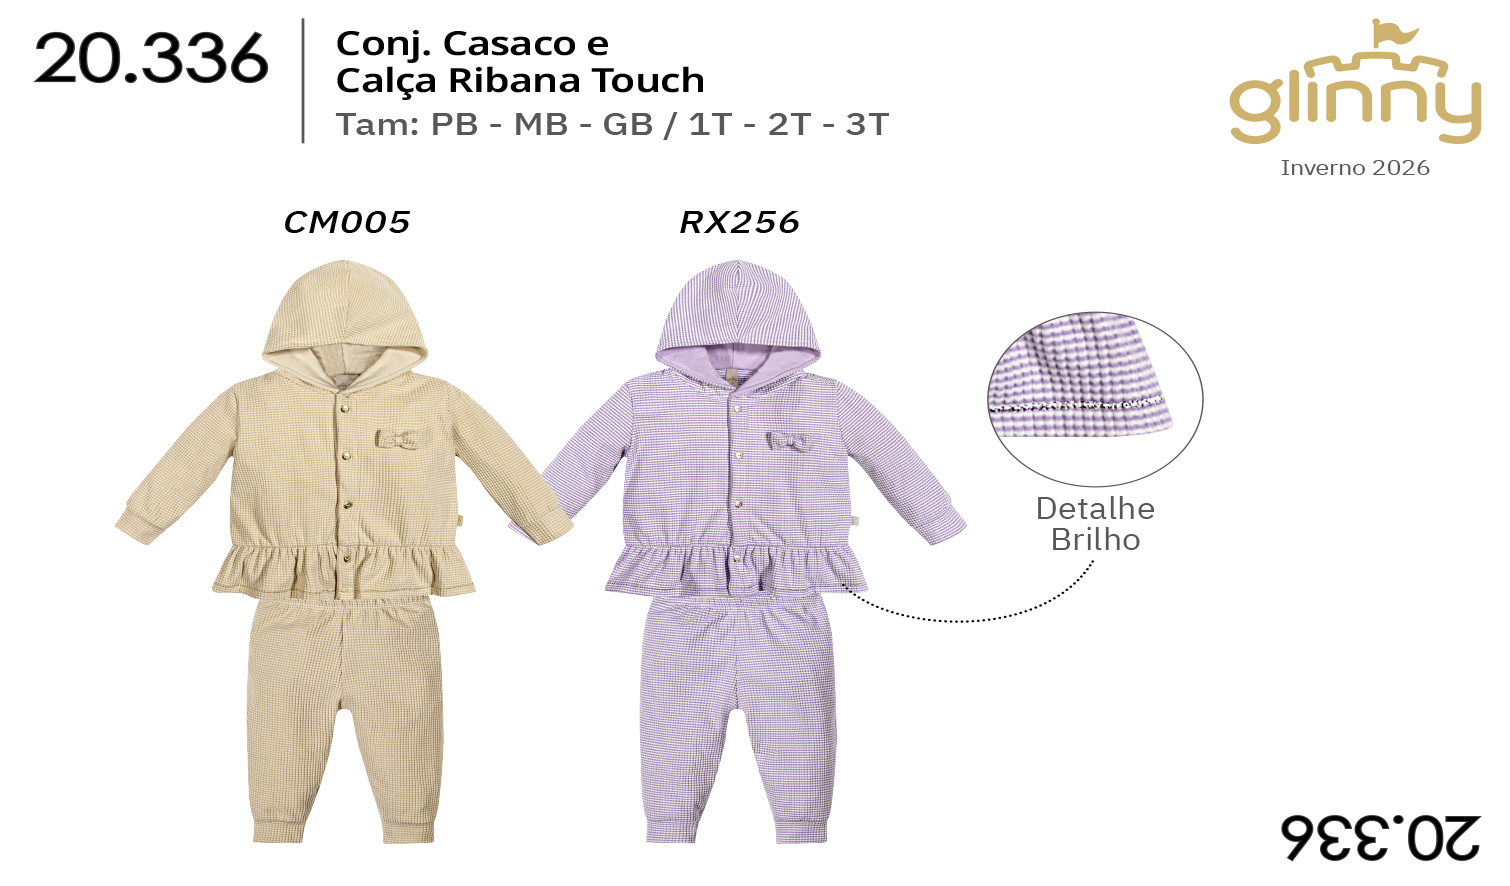 20.336
Conj. Casaco e
Calça Ribana Touch
Tam: PB - MB - GB / 1T - 2T - 3T
glinny
Inverno 2026
CM005
RX256
Detalhe
Brilho
20.336